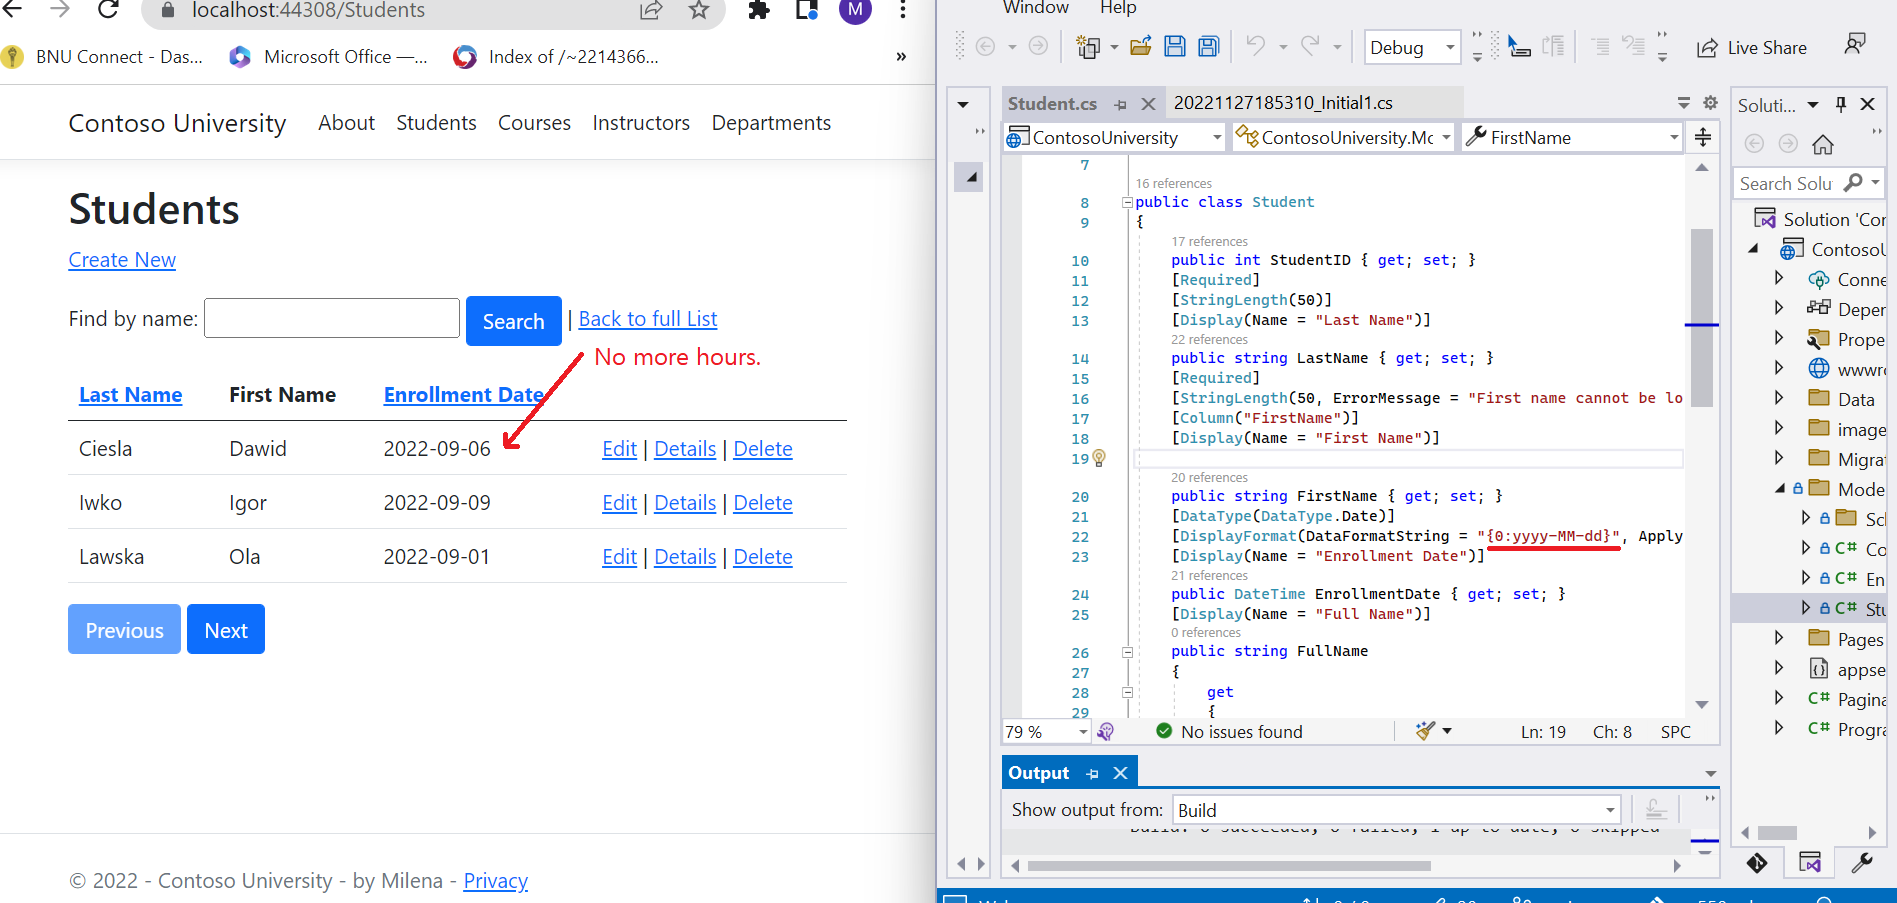 localhost:44308/Students
M
BNU Connect - Das...
Microsoft Office —...
Index of /~2214366...
»
Contoso University
About
Students
Courses
Instructors
Departments
Students
Create New
Find by name:
Search
| Back to full List
No more hours.
Last Name
First Name
Enrollment Date
Ciesla
Dawid
2022-09-06
Edit | Details | Delete
Iwko
Igor
2022-09-09
Edit | Details | Delete
Lawska
Ola
2022-09-01
Edit | Details | Delete
Previous
Next
© 2022 - Contoso University - by Milena - Privacy
Window
Help
Debug
Live Share
Student.cs
20221127185310_Initial1.cs
ContosoUniversity
ContosoUniversity.Mc
FirstName
7
16 references
8 public class Student
9 {
17 references
10 public int StudentID { get; set; }
11 [Required]
12 [StringLength(50)]
13 [Display(Name = "Last Name")]
22 references
14 public string LastName { get; set; }
15 [Required]
16 [StringLength(50, ErrorMessage = "First name cannot be lo
17 [Column("FirstName")]
18 [Display(Name = "First Name")]
19
20 references
20 public string FirstName { get; set; }
21 [DataType(DataType.Date)]
22 [DisplayFormat(DataFormatString = "{0:yyyy-MM-dd}", Apply
23 [Display(Name = "Enrollment Date")]
21 references
24 public DateTime EnrollmentDate { get; set; }
25 [Display(Name = "Full Name")]
0 references
26 public string FullName
27 {
28 get
29 {
79 %
No issues found
Ln: 19
Ch: 8
SPC
Output
Show output from:
Build
Soluti...
Search Solu
Solution 'Cor
ContosoU
Conne
Depen
Prope
wwwro
Data
image
Migrat
Mode
Sc
C# Co
C# En
C# Stu
Pages
appse
C# Pagina
C# Progra